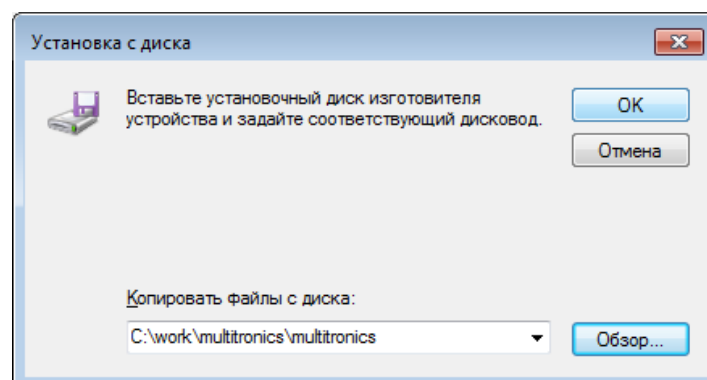 Установка с диска
Вставьте установочный диск изготовителя
устройства и задайте соответствующий дисковод.
OK
Отмена
Копировать файлы с диска:
C:\work\multitronics\multitronics
Обзор...